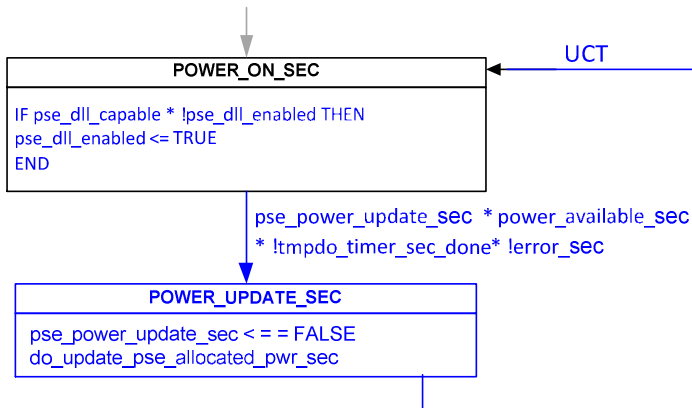 UCT
POWER_ON_SEC
IF pse_dll_capable * !pse_dll_enabled THEN
pse_dll_enabled <= TRUE
END
pse_power_update_sec * power_available_sec
* !tmpdo_timer_sec_done* !error_sec
POWER_UPDATE_SEC
pse_power_update_sec < = = FALSE
do_update_pse_allocated_pwr_sec